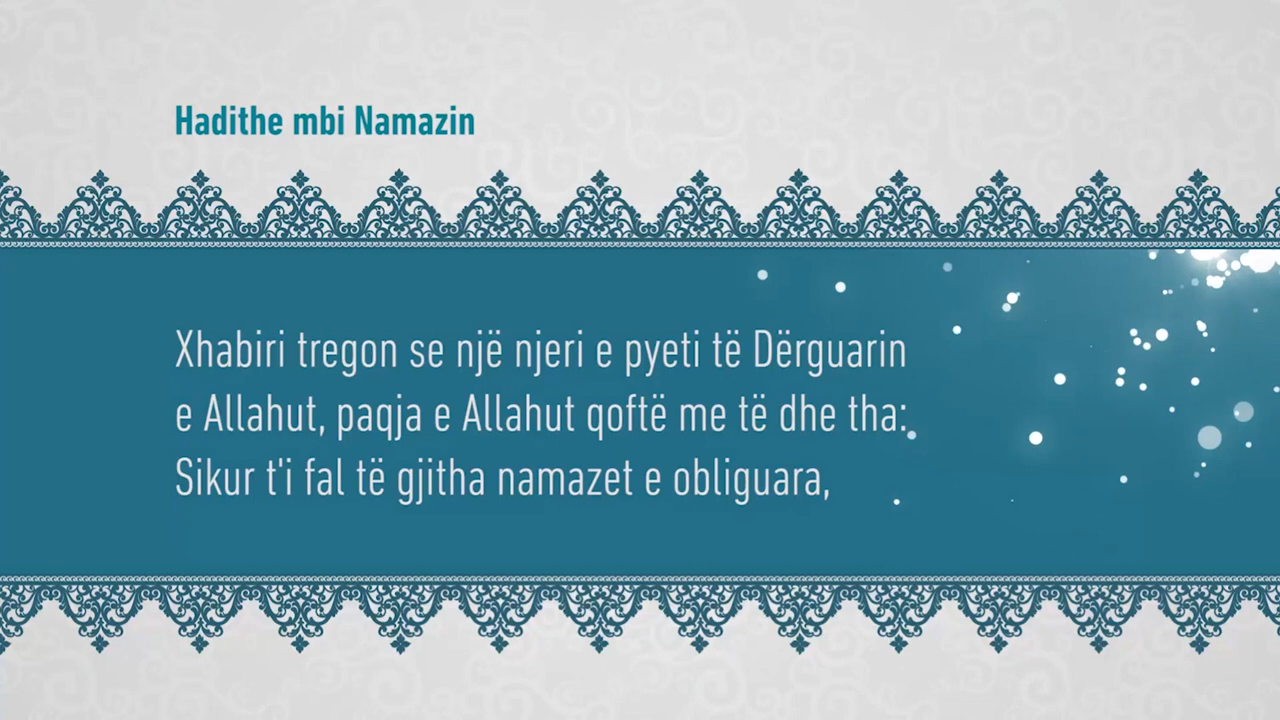 Hadithe mbi Namazin
Xhabiri tregon se një njeri e pyeti të Dërguarin
e Allahut, paqja e Allahut qoftë me të dhe tha:
Sikur t'i fal të gjitha namazet e obliguara,